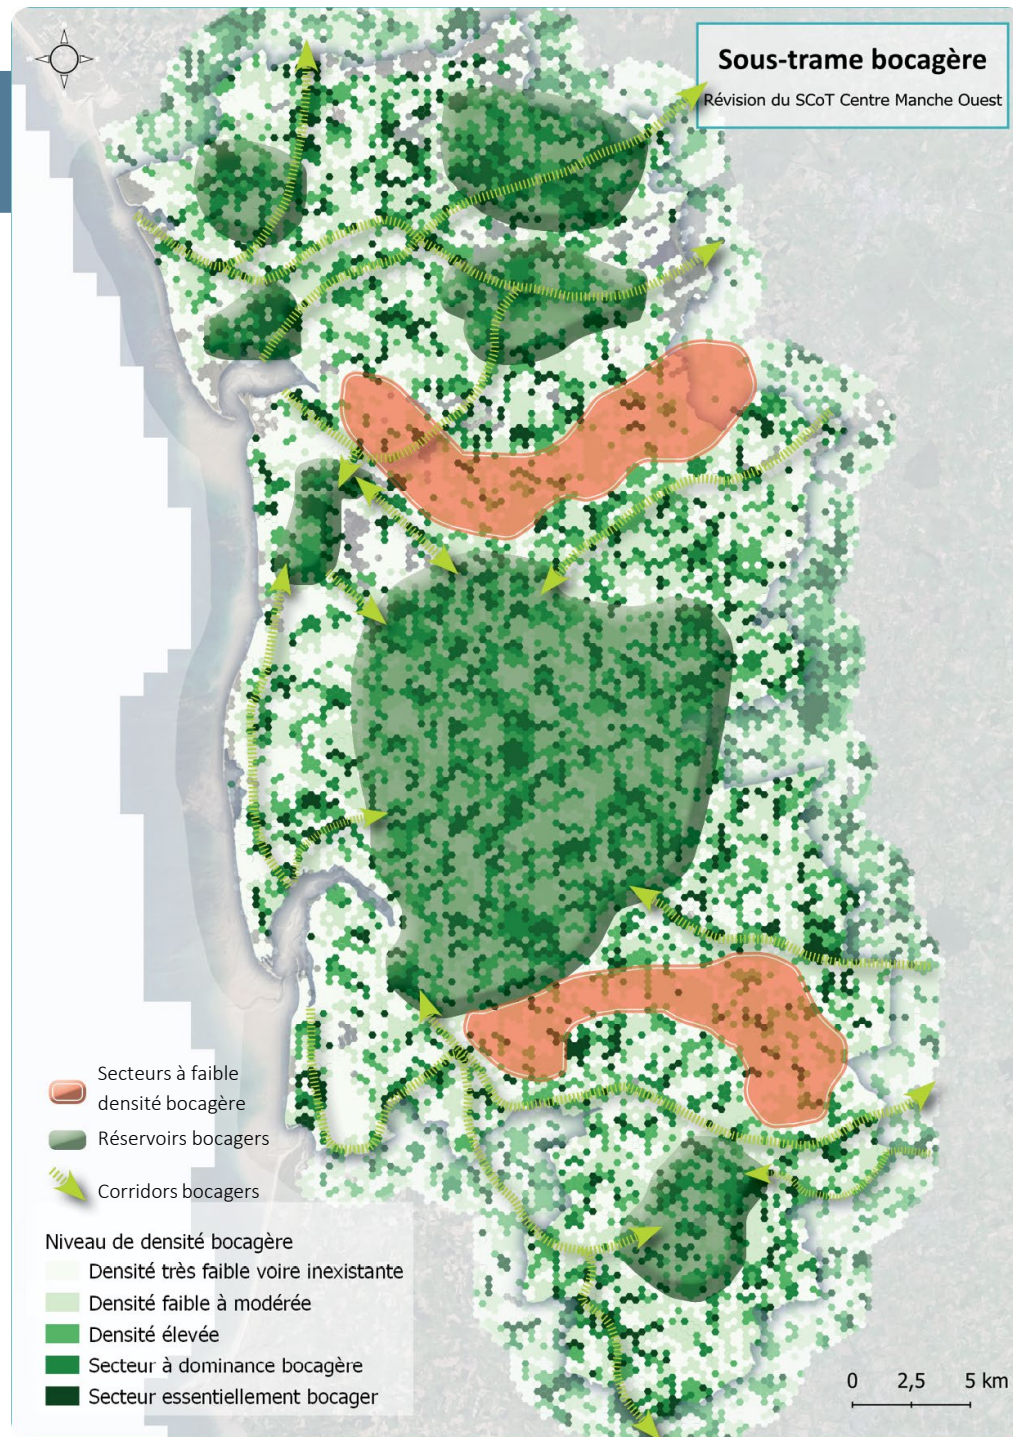 Sous-trame bocagère
Révision du SCoT Centre Manche Ouest
Secteurs à faible
densité bocagère
Réservoirs bocagers
Corridors bocagers
Niveau de densité bocagère
Densité très faible voire inexistante
Densité faible à modérée
Densité élevée
Secteur à dominance bocagère
Secteur essentiellement bocager
0 2,5 5 km